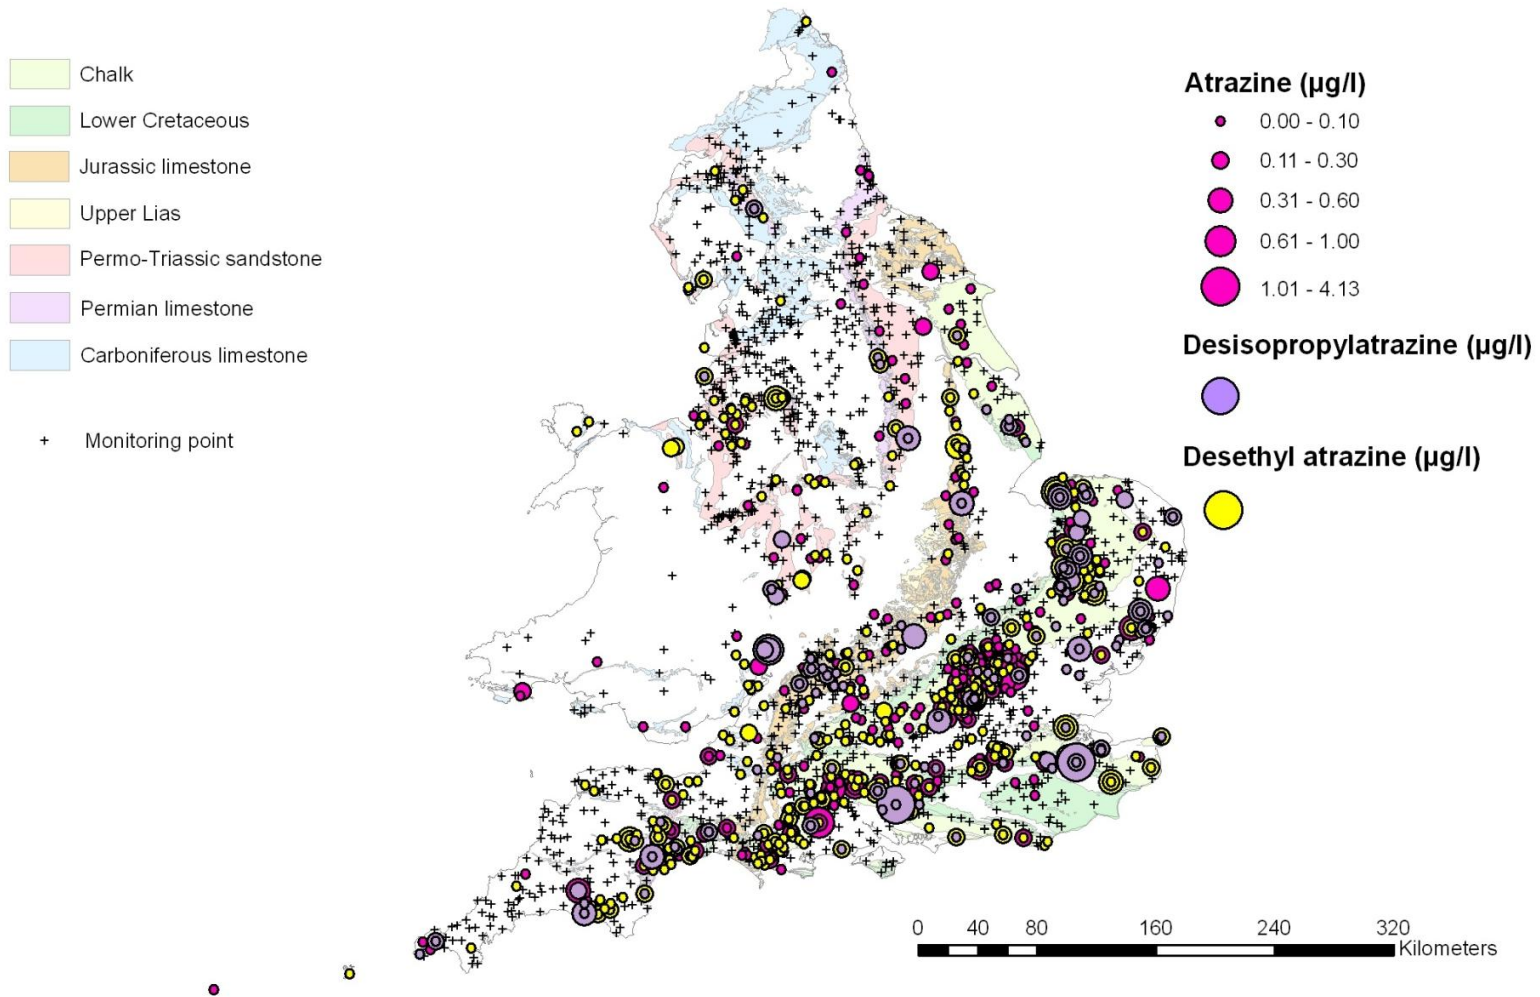 Chalk
Lower Cretaceous
Jurassic limestone
Upper Lias
Permo-Triassic sandstone
Permian limestone
Carboniferous limestone
Monitoring point
Atrazine (µg/l)
0.00 - 0.10
0.11 - 0.30
0.31 - 0.60
0.61 - 1.00
1.01 - 4.13
Desisopropylatrazine (µg/l)
Desethyl atrazine (µg/l)
0 40 80 160 240 320
Kilometers